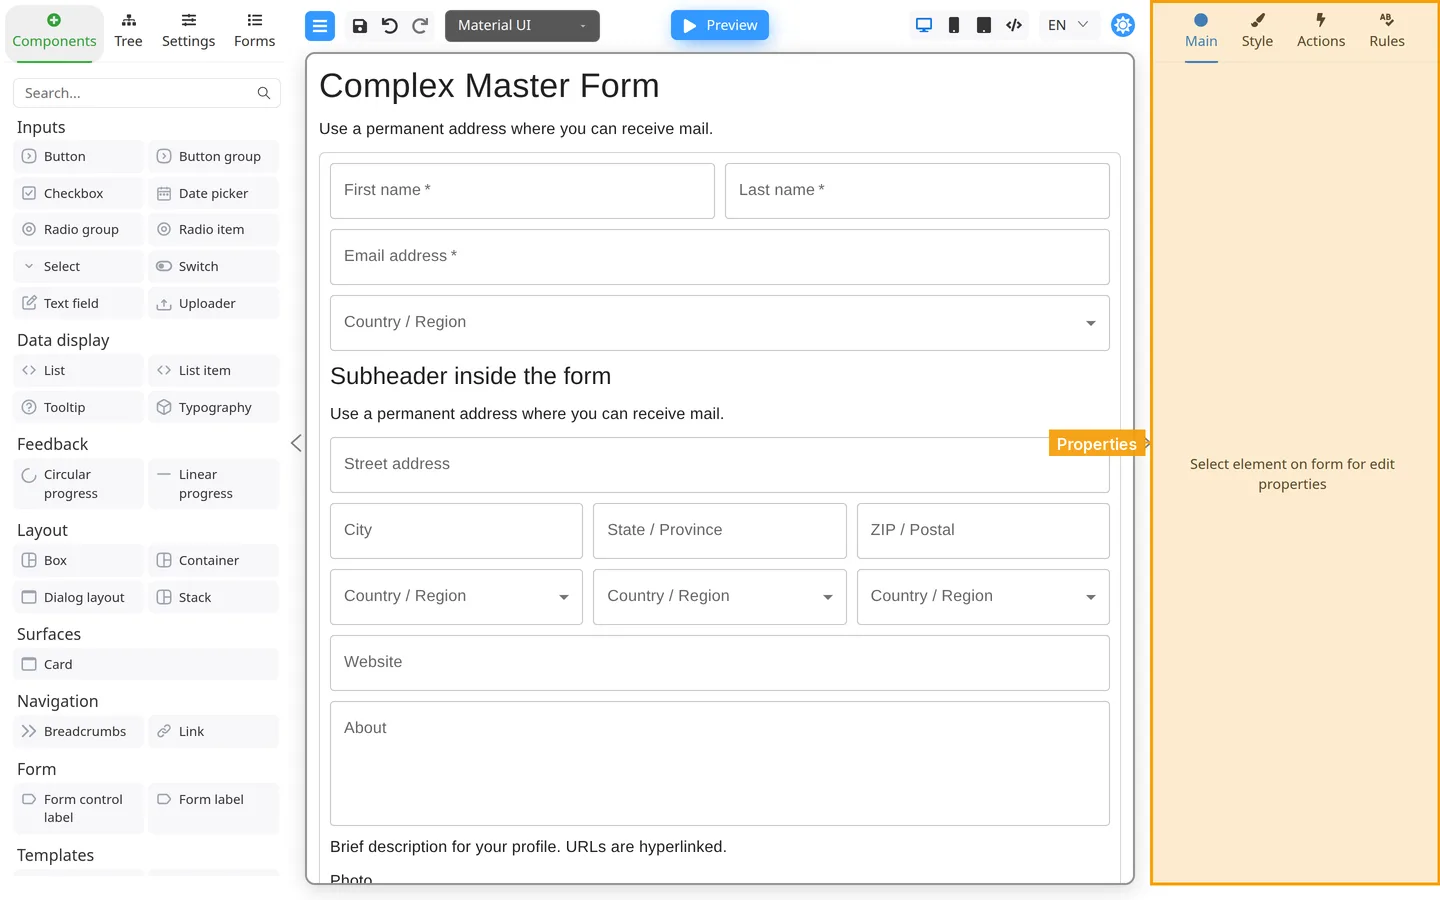 Components
Tree
Settings
Forms
Material UI
Preview
EN
Main
Style
Actions
Rules
Search...
Inputs
Button
Button group
Checkbox
Date picker
Radio group
Radio item
Select
Switch
Text field
Uploader
Data display
List
List item
Tooltip
Typography
Feedback
Circular
progress
Linear
progress
Layout
Box
Container
Dialog layout
Stack
Surfaces
Card
Navigation
Breadcrumbs
Link
Form
Form control
label
Form label
Templates
Complex Master Form
Use a permanent address where you can receive mail.
First name *
Last name *
Email address *
Country / Region
Subheader inside the form
Use a permanent address where you can receive mail.
Street address
City
State / Province
ZIP / Postal
Country / Region
Country / Region
Country / Region
Website
About
Brief description for your profile. URLs are hyperlinked.
Photo
Properties
Select element on form for edit
properties